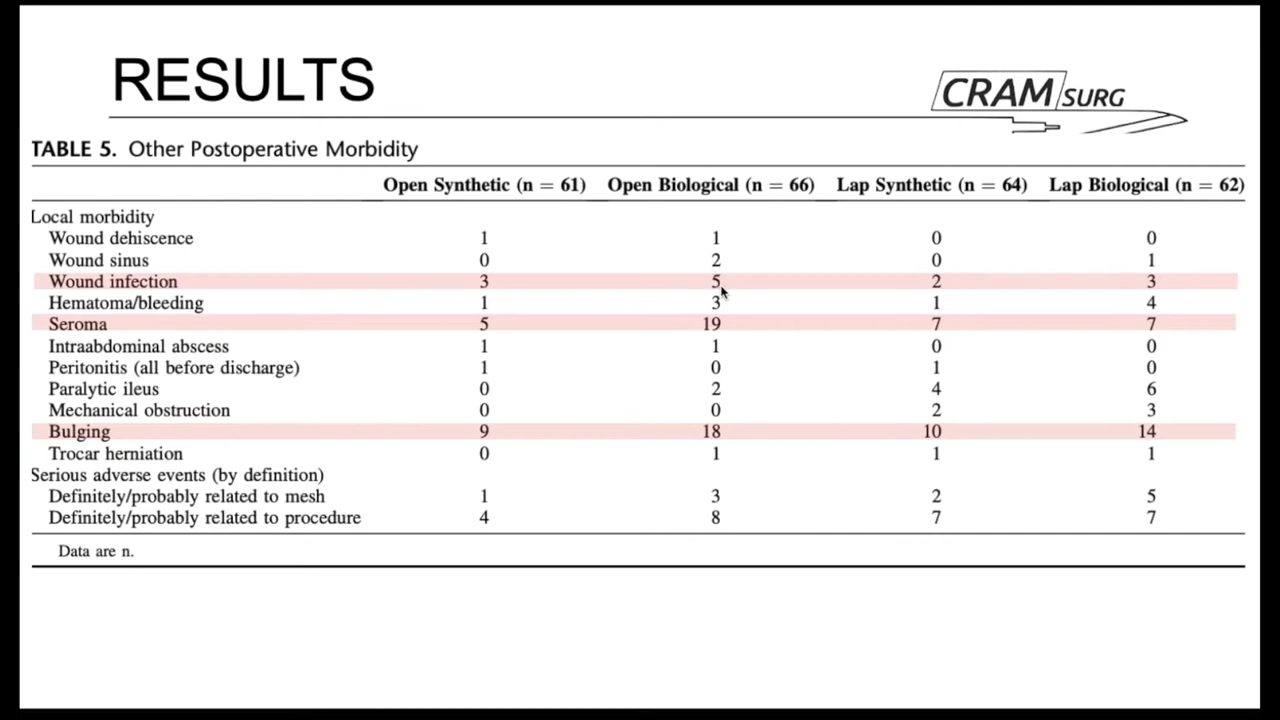 RESULTS
CRAM SURG
TABLE 5. Other Postoperative Morbidity
Open Synthetic (n = 61) Open Biological (n = 66) Lap Synthetic (n = 64) Lap Biological (n = 62)
Local morbidity
Wound dehiscence 1 1 0 0
Wound sinus 0 2 0 1
Wound infection 3 5 2 3
Hematoma/bleeding 1 3 1 4
Seroma 5 19 7 7
Intraabdominal abscess 1 1 0 0
Peritonitis (all before discharge) 1 0 1 0
Paralytic ileus 0 2 4 6
Mechanical obstruction 0 0 2 3
Bulging 9 18 10 14
Trocar herniation 0 1 1 1
Serious adverse events (by definition)
Definitely/probably related to mesh 1 3 2 5
Definitely/probably related to procedure 4 8 7 7
Data are n.